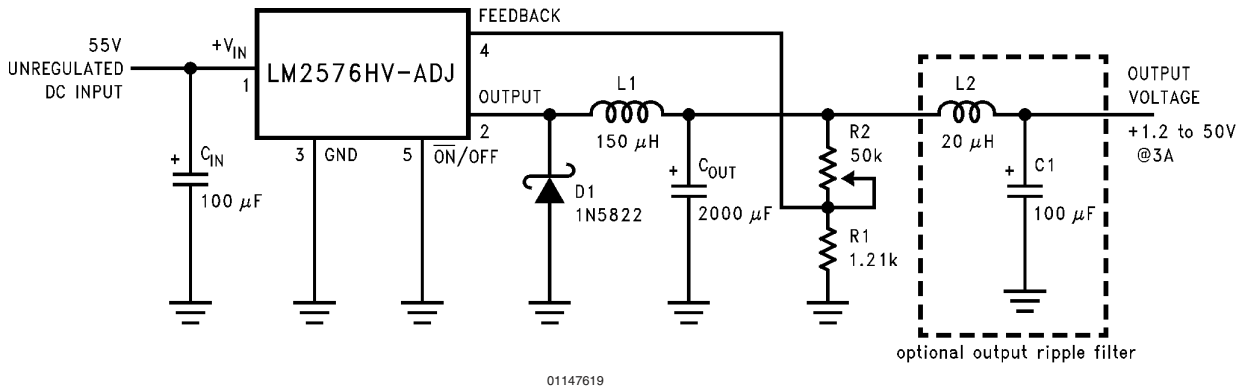 55V
UNREGULATED
DC INPUT
+VIN
1
LM2576HV-ADJ
FEEDBACK
4
OUTPUT
2
3 GND
5 ON/OFF
+ CIN
100 µF
D1
1N5822
L1
150 µH
+ COUT
2000 µF
R2
50k
R1
1.21k
L2
20 µH
+ C1
100 µF
OUTPUT
VOLTAGE
+1.2 to 50V
@3A
optional output ripple filter
01147619